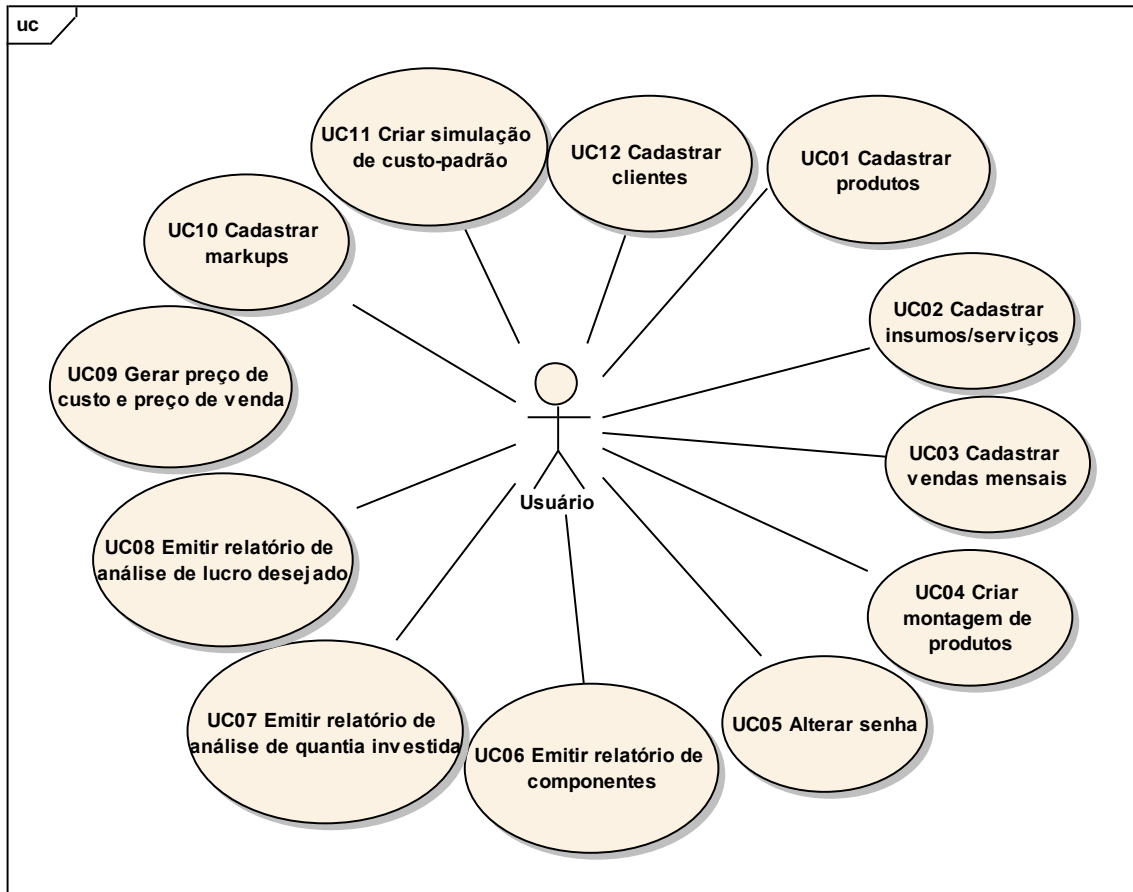 uc
UC11 Criar simulação
de custo-padrão
UC12 Cadastrar
clientes
UC01 Cadastrar
produtos
UC10 Cadastrar
markups
UC02 Cadastrar
insumos/serviços
UC09 Gerar preço de
custo e preço de venda
UC03 Cadastrar
vendas mensais
Usuário
UC08 Emitir relatório de
análise de lucro desejado
UC04 Criar
montagem de
produtos
UC07 Emitir relatório de
análise de quantia investida
UC06 Emitir relatório de
componentes
UC05 Alterar senha